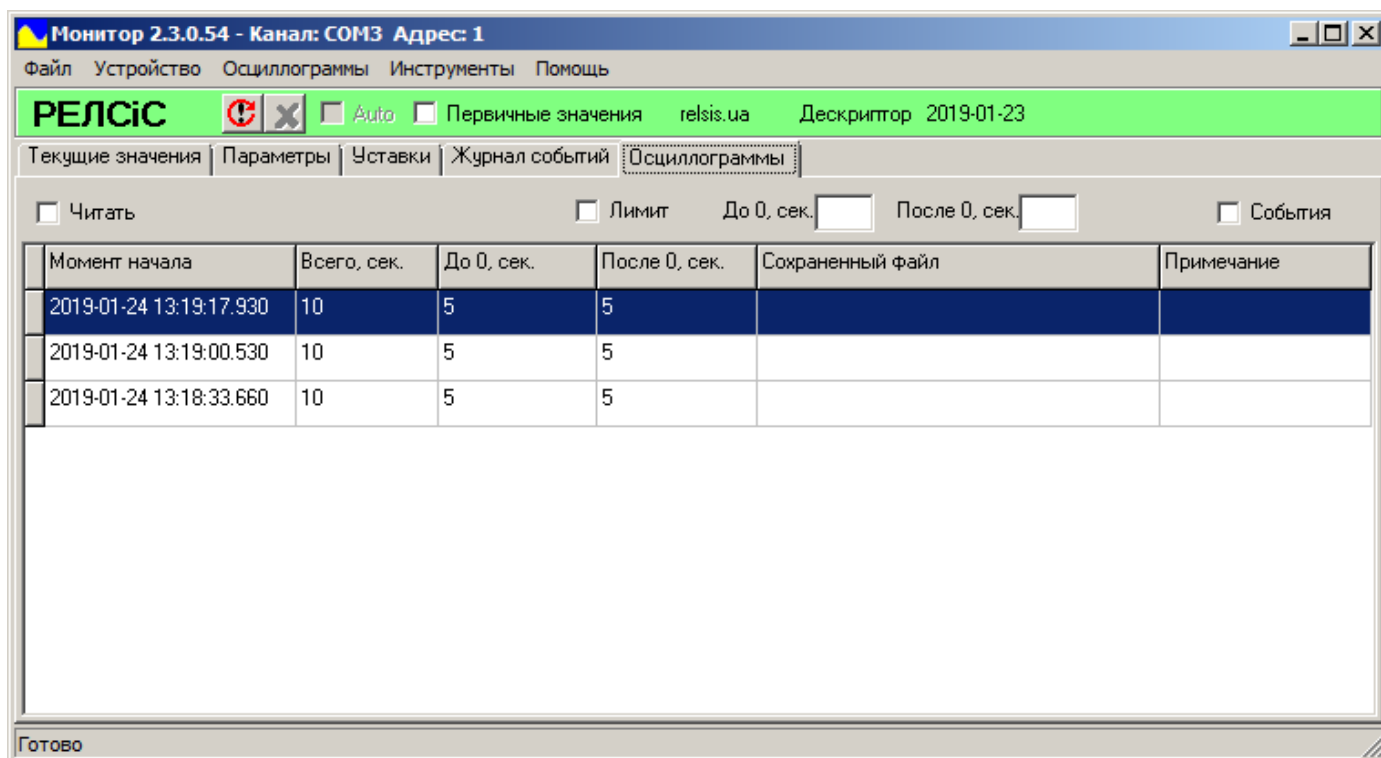 Монитор 2.3.0.54 - Канал: COM3 Адрес: 1
Файл Устройство Осциллограммы Инструменты Помощь
РЕЛСіС Auto Первичные значения relsis.ua Дескриптор 2019-01-23
Текущие значения Параметры Уставки Журнал событий Осциллограммы
Читать Лимит До 0, сек. После 0, сек. События
Момент начала Всего, сек. До 0, сек. После 0, сек. Сохраненный файл Примечание
2019-01-24 13:19:17.930 10 5 5
2019-01-24 13:19:00.530 10 5 5
2019-01-24 13:18:33.660 10 5 5
Готово